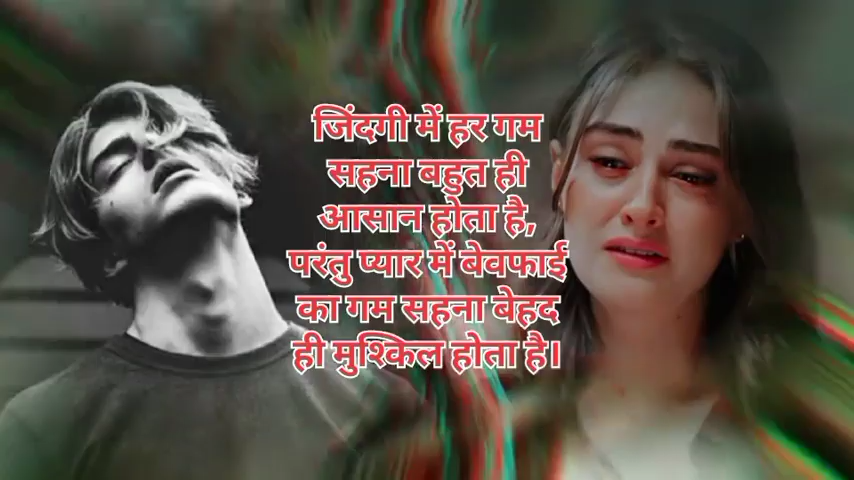 जिंदगी में हर गम
सहना बहुत ही
आसान होता है,
परंतु प्यार में बेवफाई
का गम सहना बेहद
ही मुश्किल होता है।